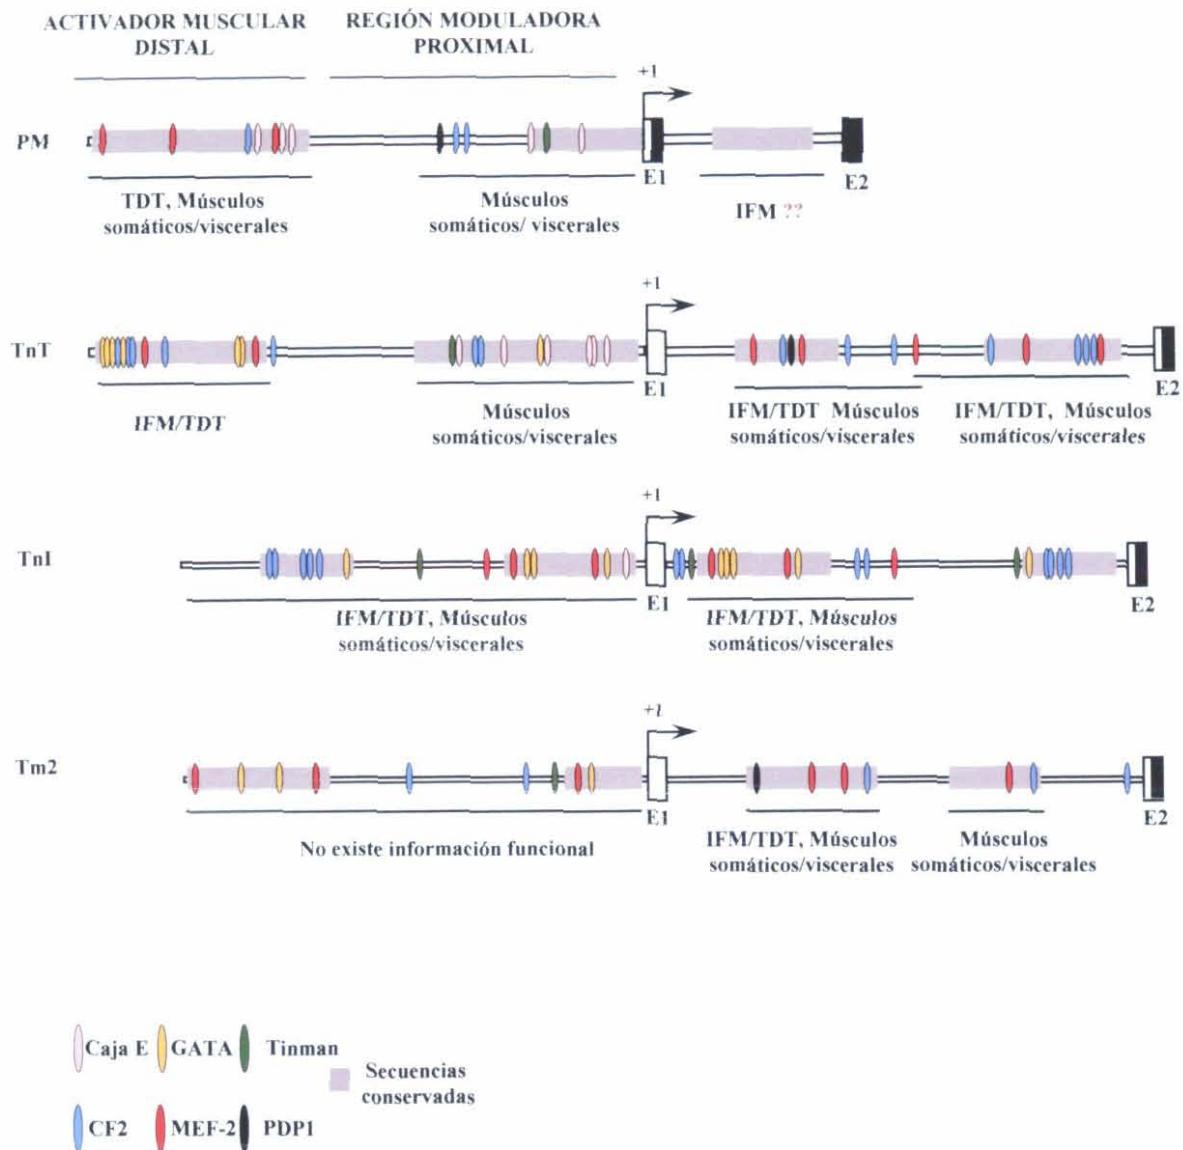 ACTIVADOR MUSCULAR
DISTAL
REGIÓN MODULADORA
PROXIMAL
+1
PM
E1
E2
TDT, Músculos
somáticos/viscerales
Músculos
somáticos/ viscerales
IFM ??
+1
TnT
E1
E2
IFM/TDT
Músculos
somáticos/viscerales
IFM/TDT Músculos
somáticos/viscerales
IFM/TDT, Músculos
somáticos/viscerales
+1
TnI
E1
E2
IFM/TDT, Músculos
somáticos/viscerales
IFM/TDT, Músculos
somáticos/viscerales
+1
Tm2
E1
E2
No existe información funcional
IFM/TDT, Músculos
somáticos/viscerales
Músculos
somáticos/viscerales
Caja E
GATA
Tinman
Secuencias
conservadas
CF2
MEF-2
PDP1